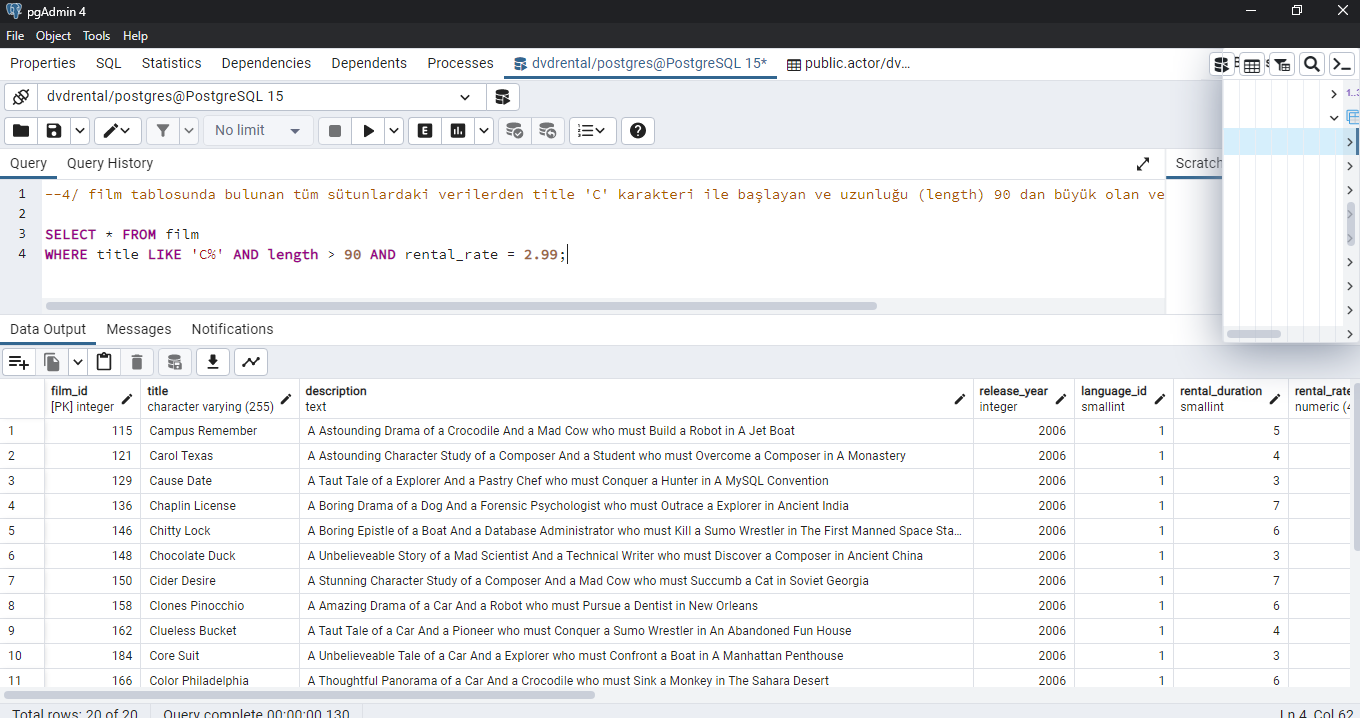 pgAdmin 4
File Object Tools Help
Properties SQL Statistics Dependencies Dependents Processes dvdrental/postgres@PostgreSQL 15* public.actor/dv...
dvdrental/postgres@PostgreSQL 15
No limit
Query Query History Scratch
1 --4/ film tablosunda bulunan tüm sütunlardaki verilerden title 'C' karakteri ile başlayan ve uzunluğu (length) 90 dan büyük olan ve
2
3 SELECT * FROM film
4 WHERE title LIKE 'C%' AND length > 90 AND rental_rate = 2.99;
Data Output Messages Notifications
film_id title description release_year language_id rental_duration rental_rate
[PK] integer character varying (255) text integer smallint smallint numeric (4
1 115 Campus Remember A Astounding Drama of a Crocodile And a Mad Cow who must Build a Robot in A Jet Boat 2006 1 5
2 121 Carol Texas A Astounding Character Study of a Composer And a Student who must Overcome a Composer in A Monastery 2006 1 4
3 129 Cause Date A Taut Tale of a Explorer And a Pastry Chef who must Conquer a Hunter in A MySQL Convention 2006 1 3
4 136 Chaplin License A Boring Drama of a Dog And a Forensic Psychologist who must Outrace a Explorer in Ancient India 2006 1 7
5 146 Chitty Lock A Boring Epistle of a Boat And a Database Administrator who must Kill a Sumo Wrestler in The First Manned Space Sta... 2006 1 6
6 148 Chocolate Duck A Unbelieveable Story of a Mad Scientist And a Technical Writer who must Discover a Composer in Ancient China 2006 1 3
7 150 Cider Desire A Stunning Character Study of a Composer And a Mad Cow who must Succumb a Cat in Soviet Georgia 2006 1 7
8 158 Clones Pinocchio A Amazing Drama of a Car And a Robot who must Pursue a Dentist in New Orleans 2006 1 6
9 162 Clueless Bucket A Taut Tale of a Car And a Pioneer who must Conquer a Sumo Wrestler in An Abandoned Fun House 2006 1 4
10 184 Core Suit A Unbelieveable Tale of a Car And a Explorer who must Confront a Boat in A Manhattan Penthouse 2006 1 3
11 166 Color Philadelphia A Thoughtful Panorama of a Car And a Crocodile who must Sink a Monkey in The Sahara Desert 2006 1 6
Total rows: 20 of 20 Query complete 00:00:00.130 Ln 4, Col 62